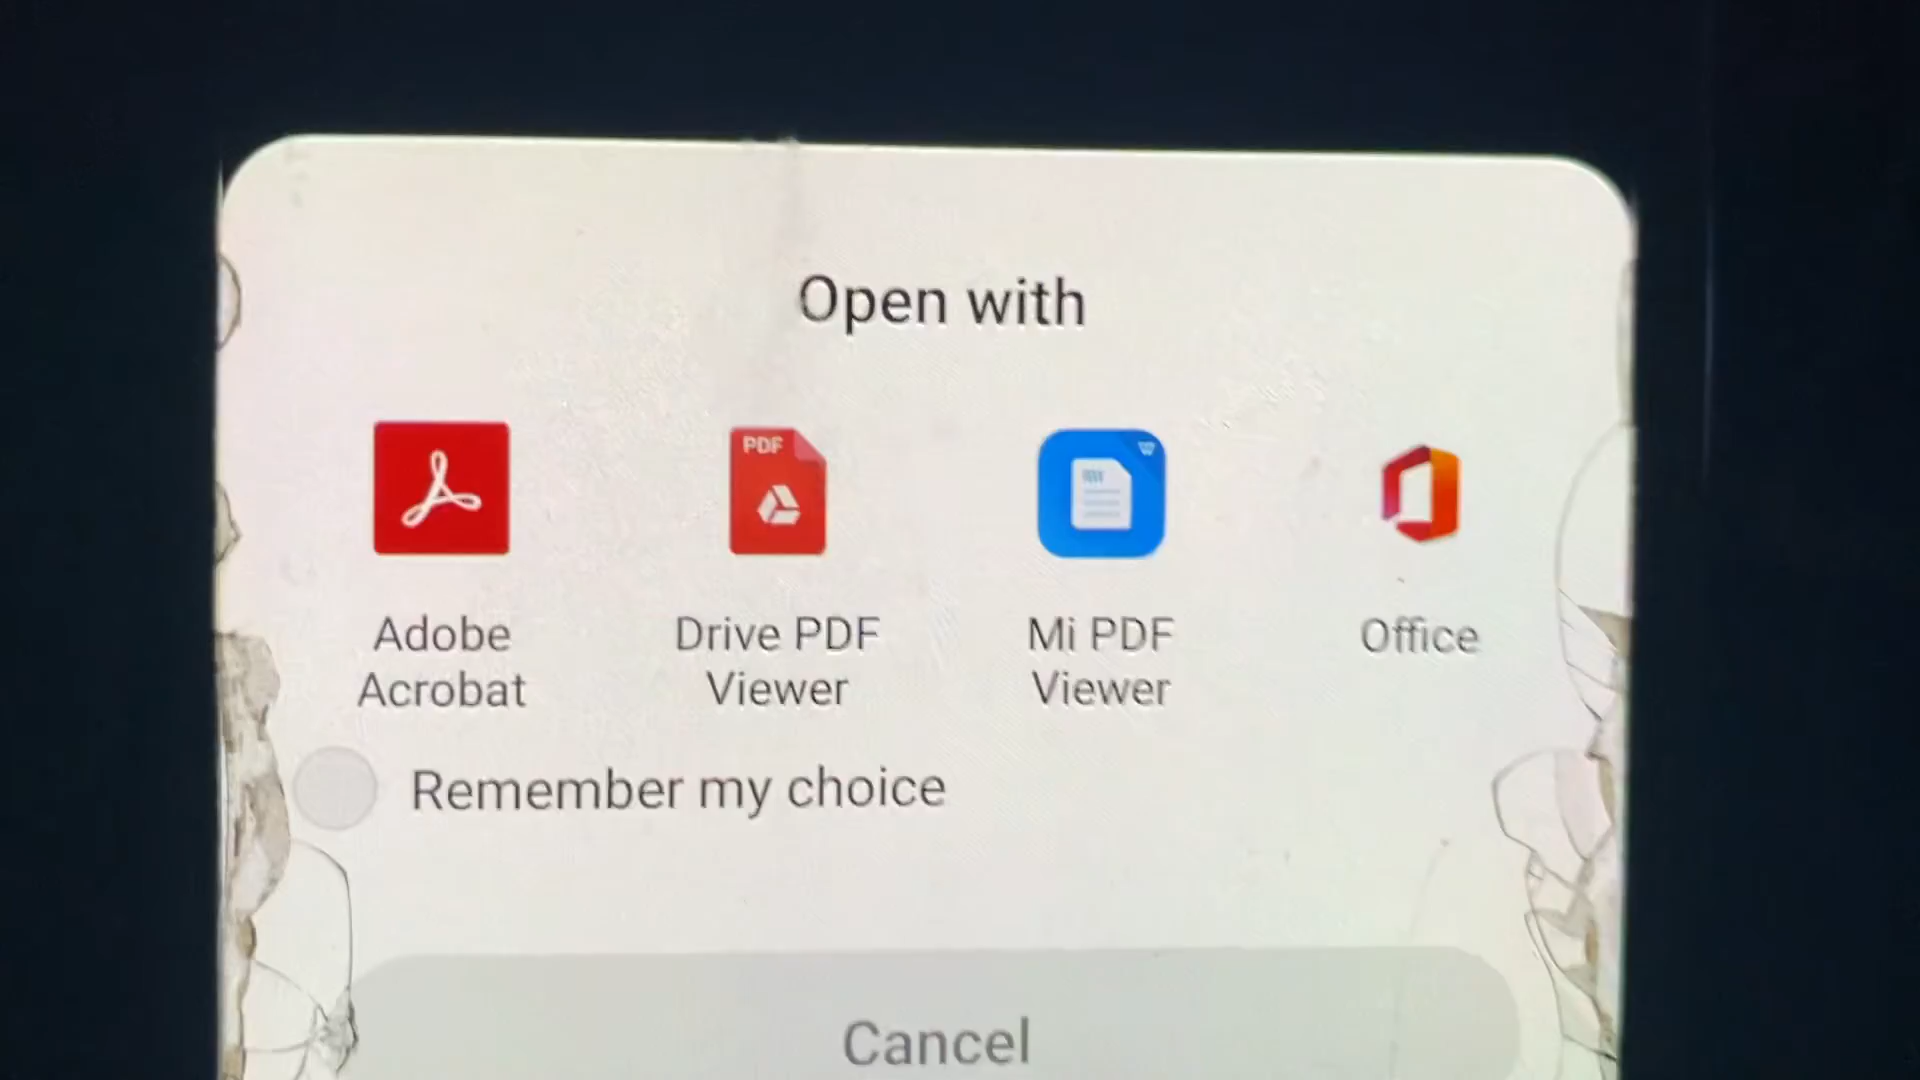 Open with
PDF
Adobe
Acrobat
Drive PDF
Viewer
Mi PDF
Viewer
Office
Remember my choice
Cancel